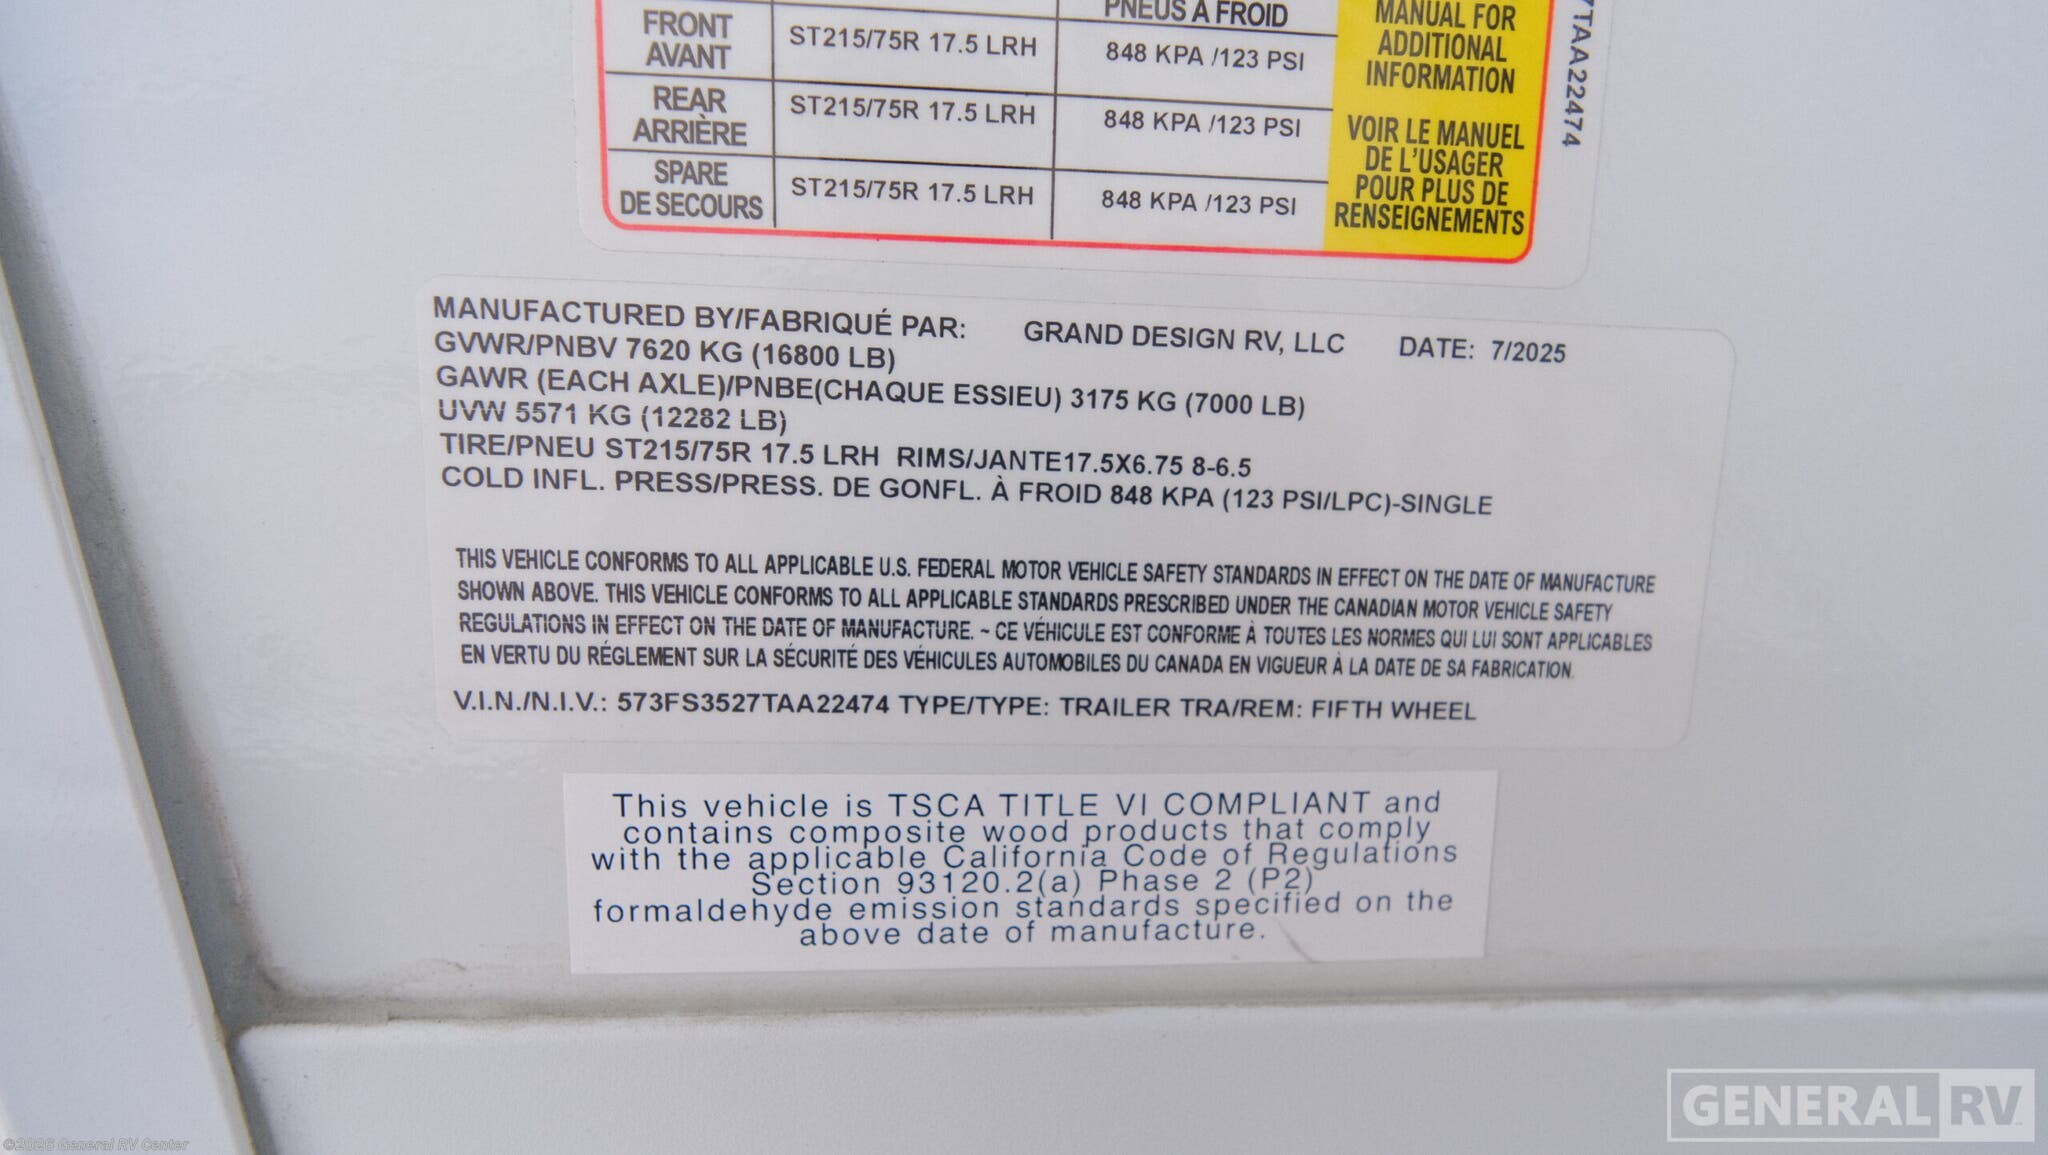 PNEUS À FROID
MANUAL FOR
ADDITIONAL
INFORMATION
FRONT
AVANT
ST215/75R 17.5 LRH
848 KPA /123 PSI
REAR
ARRIÈRE
ST215/75R 17.5 LRH
848 KPA /123 PSI
SPARE
DE SECOURS
ST215/75R 17.5 LRH
848 KPA /123 PSI
VOIR LE MANUEL
DE L'USAGER
POUR PLUS DE
RENSEIGNEMENTS
7TAA22474
MANUFACTURED BY/FABRIQUÉ PAR: GRAND DESIGN RV, LLC DATE: 7/2025
GVWR/PNBV 7620 KG (16800 LB)
GAWR (EACH AXLE)/PNBE(CHAQUE ESSIEU) 3175 KG (7000 LB)
UVW 5571 KG (12282 LB)
TIRE/PNEU ST215/75R 17.5 LRH RIMS/JANTE17.5X6.75 8-6.5
COLD INFL. PRESS/PRESS. DE GONFL. À FROID 848 KPA (123 PSI/LPC)-SINGLE
THIS VEHICLE CONFORMS TO ALL APPLICABLE U.S. FEDERAL MOTOR VEHICLE SAFETY STANDARDS IN EFFECT ON THE DATE OF MANUFACTURE
SHOWN ABOVE. THIS VEHICLE CONFORMS TO ALL APPLICABLE STANDARDS PRESCRIBED UNDER THE CANADIAN MOTOR VEHICLE SAFETY
REGULATIONS IN EFFECT ON THE DATE OF MANUFACTURE. ~ CE VÉHICULE EST CONFORME À TOUTES LES NORMES QUI LUI SONT APPLICABLES
EN VERTU DU RÉGLEMENT SUR LA SÉCURITÉ DES VÉHICULES AUTOMOBILES DU CANADA EN VIGUEUR À LA DATE DE SA FABRICATION.
V.I.N./N.I.V.: 573FS3527TAA22474 TYPE/TYPE: TRAILER TRA/REM: FIFTH WHEEL
This vehicle is TSCA TITLE VI COMPLIANT and
contains composite wood products that comply
with the applicable California Code of Regulations
Section 93120.2(a) Phase 2 (P2)
formaldehyde emission standards specified on the
above date of manufacture.
GENERAL RV
©2026 General RV Center